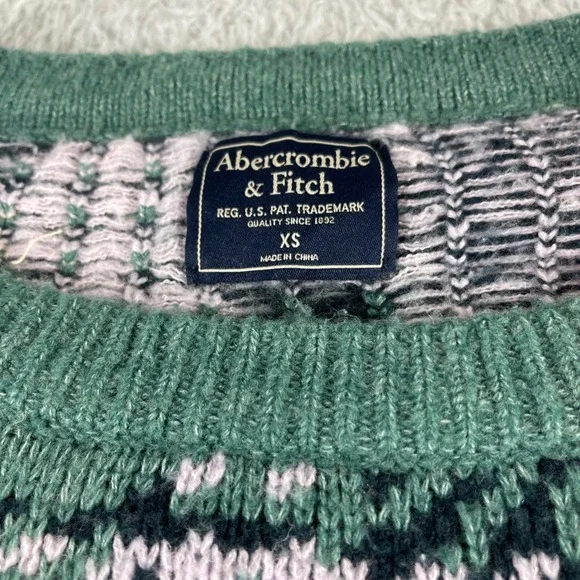 Abercrombie
& Fitch
REG. U.S. PAT. TRADEMARK
QUALITY SINCE 1892
XS
MADE IN CHINA